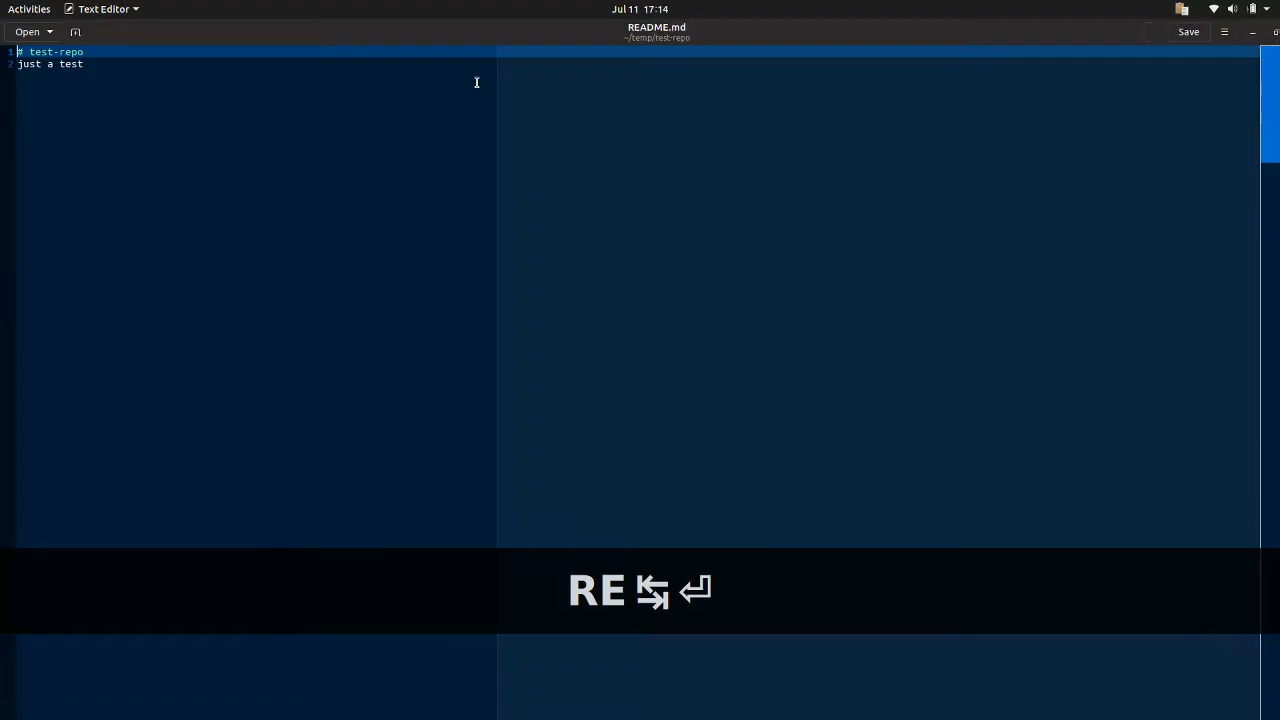 Activities Text Editor Jul 11 17:14
Open README.md Save
~/temp/test-repo
1 # test-repo
2 just a test
RE ↹ ⏎